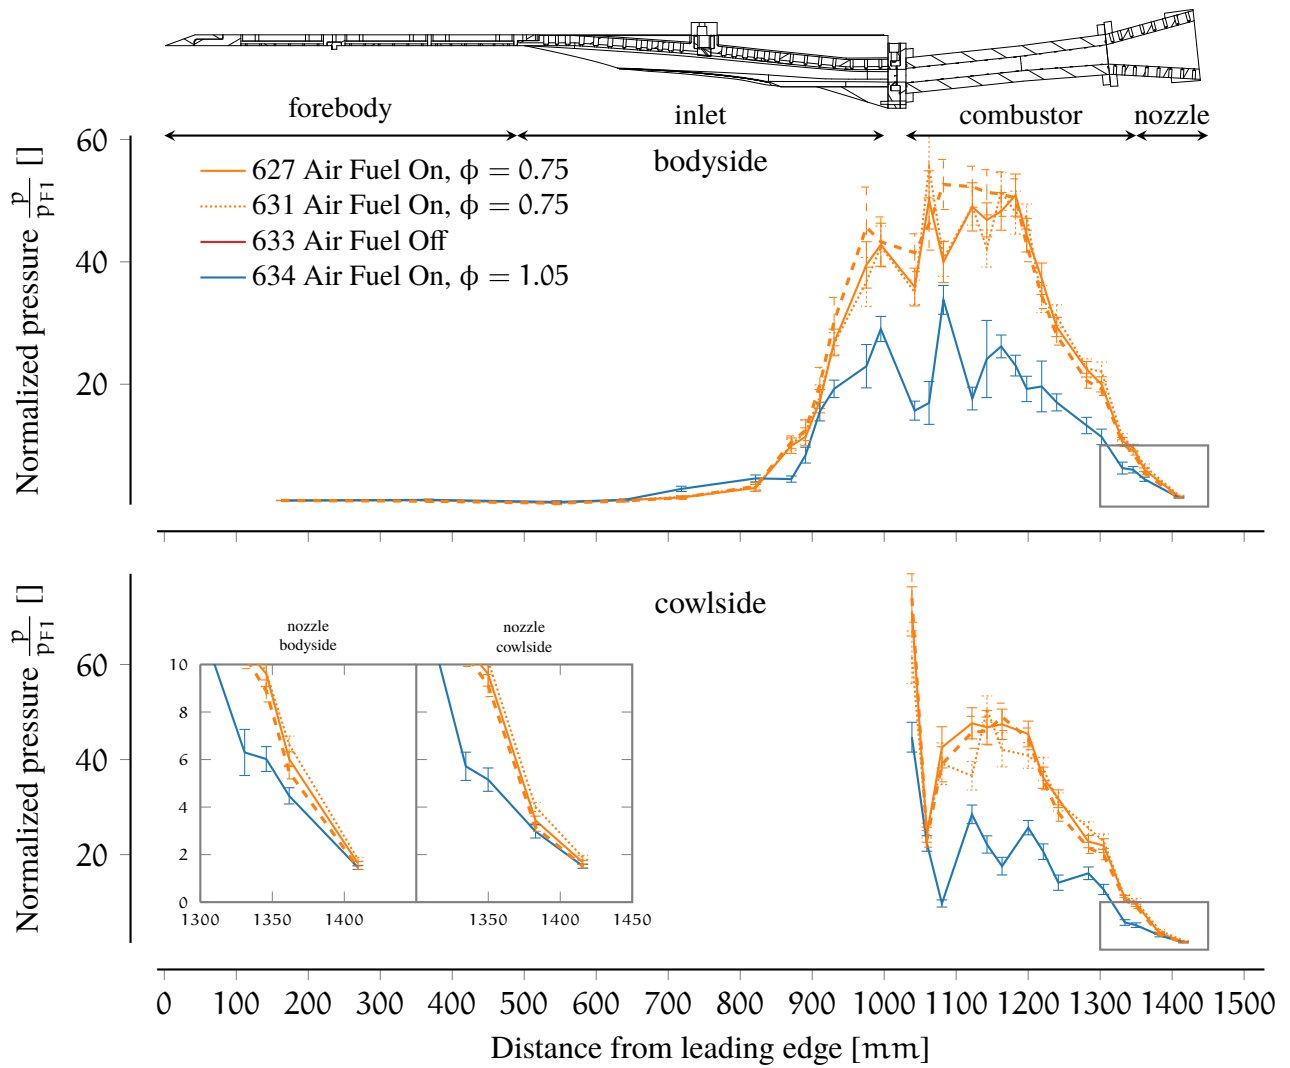 forebody
inlet
combustor
nozzle
bodyside
627 Air Fuel On, ϕ = 0.75
631 Air Fuel On, ϕ = 0.75
633 Air Fuel Off
634 Air Fuel On, ϕ = 1.05
Normalized pressure p/pF1 []
60
40
20
cowlside
Normalized pressure p/pF1 []
60
40
20
nozzle
bodyside
nozzle
cowlside
10
8
6
4
2
0
1300 1350 1400 1350 1400 1450
0 100 200 300 400 500 600 700 800 900 1000 1100 1200 1300 1400 1500
Distance from leading edge [mm]